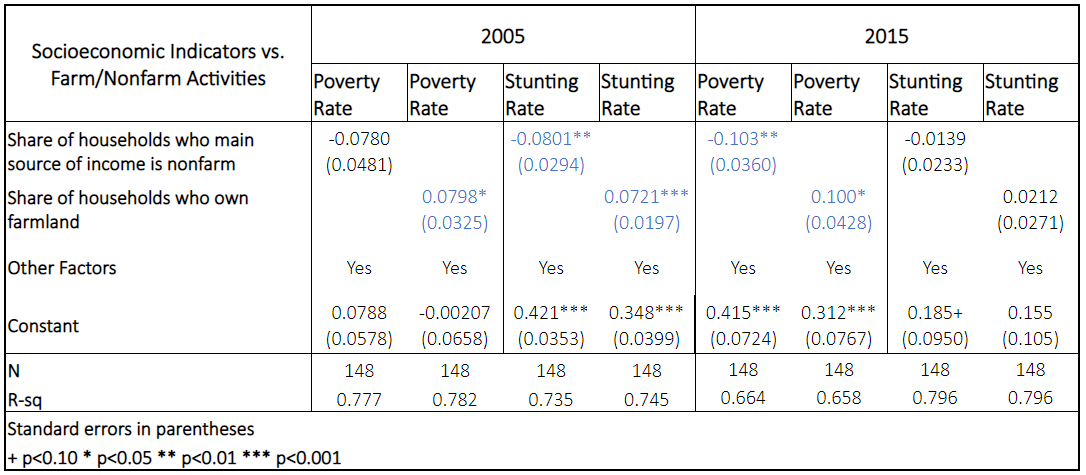 Socioeconomic Indicators vs.
Farm/Nonfarm Activities
2005 2015
Poverty Rate Poverty Rate Stunting Rate Stunting Rate Poverty Rate Poverty Rate Stunting Rate Stunting Rate
Share of households who main -0.0780 -0.0801** -0.103** -0.0139
source of income is nonfarm (0.0481) (0.0294) (0.0360) (0.0233)
Share of households who own 0.0798* 0.0721*** 0.100* 0.0212
farmland (0.0325) (0.0197) (0.0428) (0.0271)
Other Factors Yes Yes Yes Yes Yes Yes Yes Yes
Constant 0.0788 -0.00207 0.421*** 0.348*** 0.415*** 0.312*** 0.185+ 0.155
(0.0578) (0.0658) (0.0353) (0.0399) (0.0724) (0.0767) (0.0950) (0.105)
N 148 148 148 148 148 148 148 148
R-sq 0.777 0.782 0.735 0.745 0.664 0.658 0.796 0.796
Standard errors in parentheses
+ p<0.10 * p<0.05 ** p<0.01 *** p<0.001